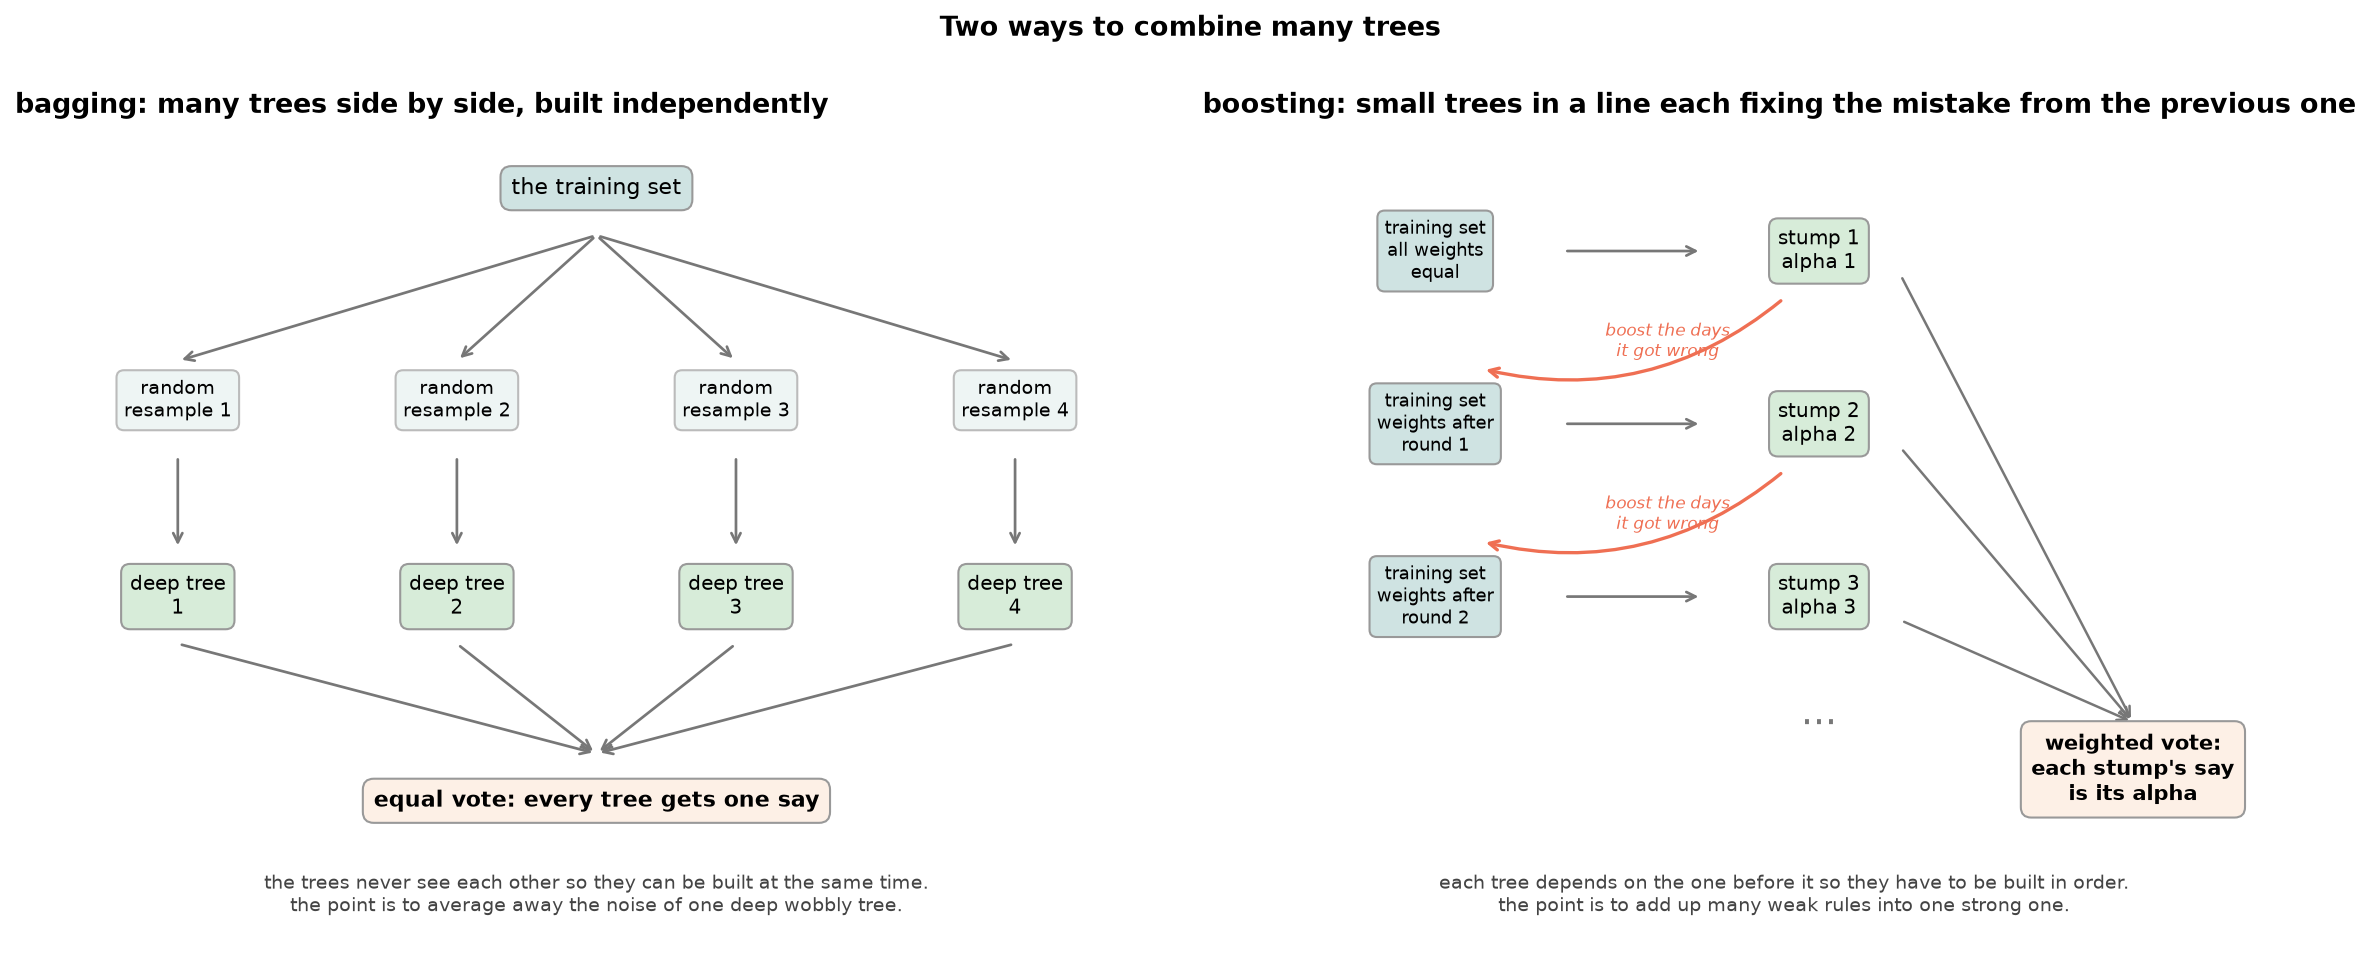 Two ways to combine many trees
bagging: many trees side by side, built independently
the training set
random
resample 1
random
resample 2
random
resample 3
random
resample 4
deep tree
1
deep tree
2
deep tree
3
deep tree
4
equal vote: every tree gets one say
the trees never see each other so they can be built at the same time.
the point is to average away the noise of one deep wobbly tree.
boosting: small trees in a line each fixing the mistake from the previous one
training set
all weights
equal
stump 1
alpha 1
boost the days
it got wrong
training set
weights after
round 1
stump 2
alpha 2
boost the days
it got wrong
training set
weights after
round 2
stump 3
alpha 3
...
weighted vote:
each stump's say
is its alpha
each tree depends on the one before it so they have to be built in order.
the point is to add up many weak rules into one strong one.